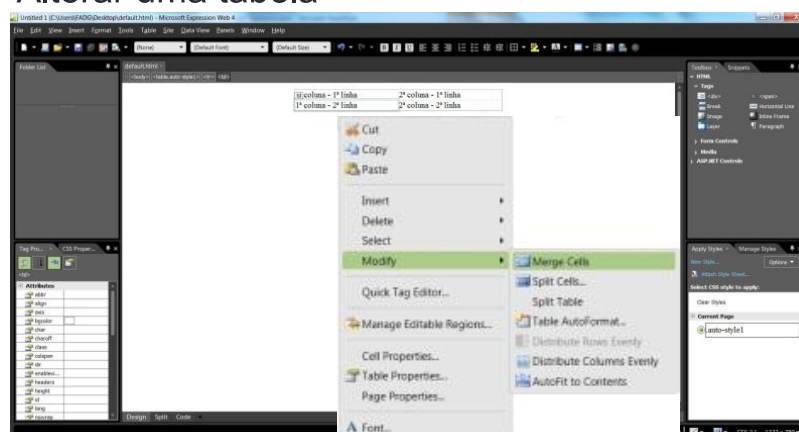 Alterar uma tabela
Untitled 1 (C:\Users\FADIG\Desktop\default.html) - Microsoft Expression Web 4
File Edit View Insert Format Tools Table Site Data View Panels Window Help
(None) (Default Font) (Default Size)
Folder List
default.html
<body> <table.auto-style1> <tr> <td>
coluna - 1ª linha 2ª coluna - 1ª linha
1ª coluna - 2ª linha 2ª coluna - 2ª linha
Cut
Copy
Paste
Insert
Delete
Select
Modify
Quick Tag Editor...
Manage Editable Regions...
Cell Properties...
Table Properties...
Page Properties...
Font...
Merge Cells
Split Cells...
Split Table
Table AutoFormat...
Distribute Rows Evenly
Distribute Columns Evenly
AutoFit to Contents
Toolbox Snippets
HTML
Tags
<div> <span>
Break Horizontal Line
Image Inline Frame
Layer Paragraph
Form Controls
Media
ASP.NET Controls
Tag Pro... CSS Proper...
<td>
Attributes
abbr
align
axis
bgcolor
char
charoff
class
colspan
dir
enablevi...
headers
height
id
lang
nowrap
Apply Styles Manage Styles
New Style... Options
Attach Style Sheet...
Select CSS style to apply:
Clear Styles
Current Page
auto-style1
Design Split Code